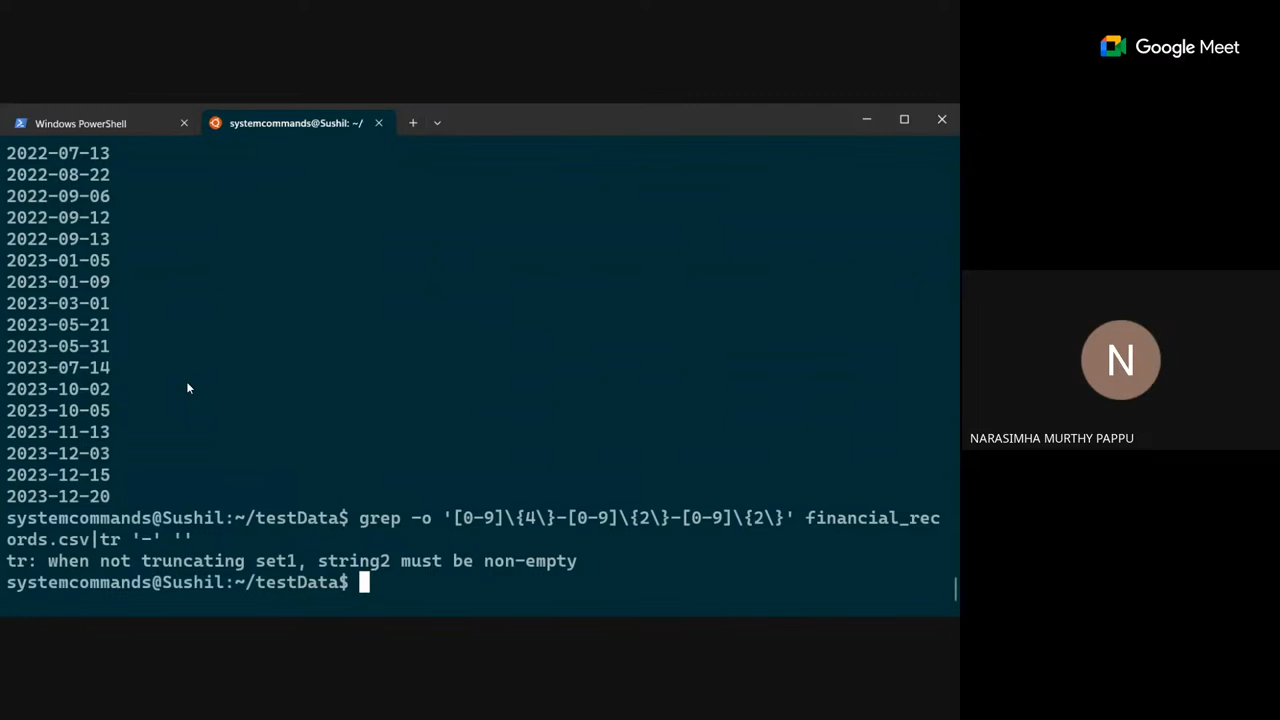 Google Meet
Windows PowerShell
systemcommands@Sushil: ~/
2022-07-13
2022-08-22
2022-09-06
2022-09-12
2022-09-13
2023-01-05
2023-01-09
2023-03-01
2023-05-21
2023-05-31
2023-07-14
2023-10-02
2023-10-05
2023-11-13
2023-12-03
2023-12-15
2023-12-20
systemcommands@Sushil:~/testData$ grep -o '[0-9]\{4\}-[0-9]\{2\}-[0-9]\{2\}' financial_rec
ords.csv|tr '-' ''
tr: when not truncating set1, string2 must be non-empty
systemcommands@Sushil:~/testData$
N
NARASIMHA MURTHY PAPPU